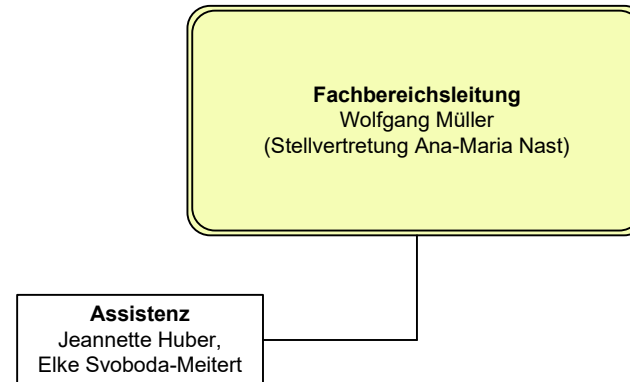 Fachbereichsleitung
Wolfgang Müller
(Stellvertretung Ana-Maria Nast)
Assistenz
Jeannette Huber,
Elke Svoboda-Meitert